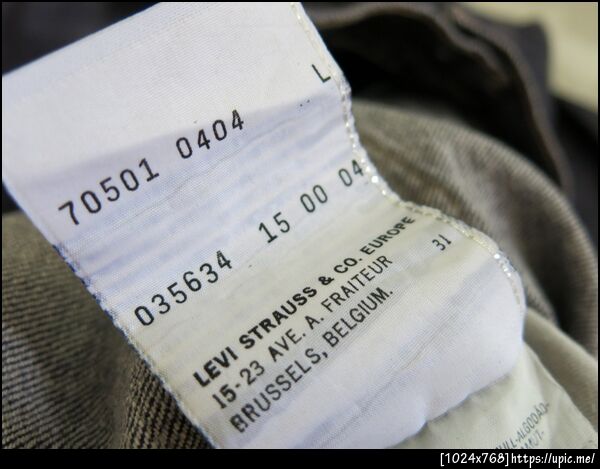 L
70501 0404
035634 15 00 04
LEVI STRAUSS & CO. EUROPE
15-23 AVE. A. FRAITEUR 31
BRUSSELS, BELGIUM.
[1024x768]https://upic.me/